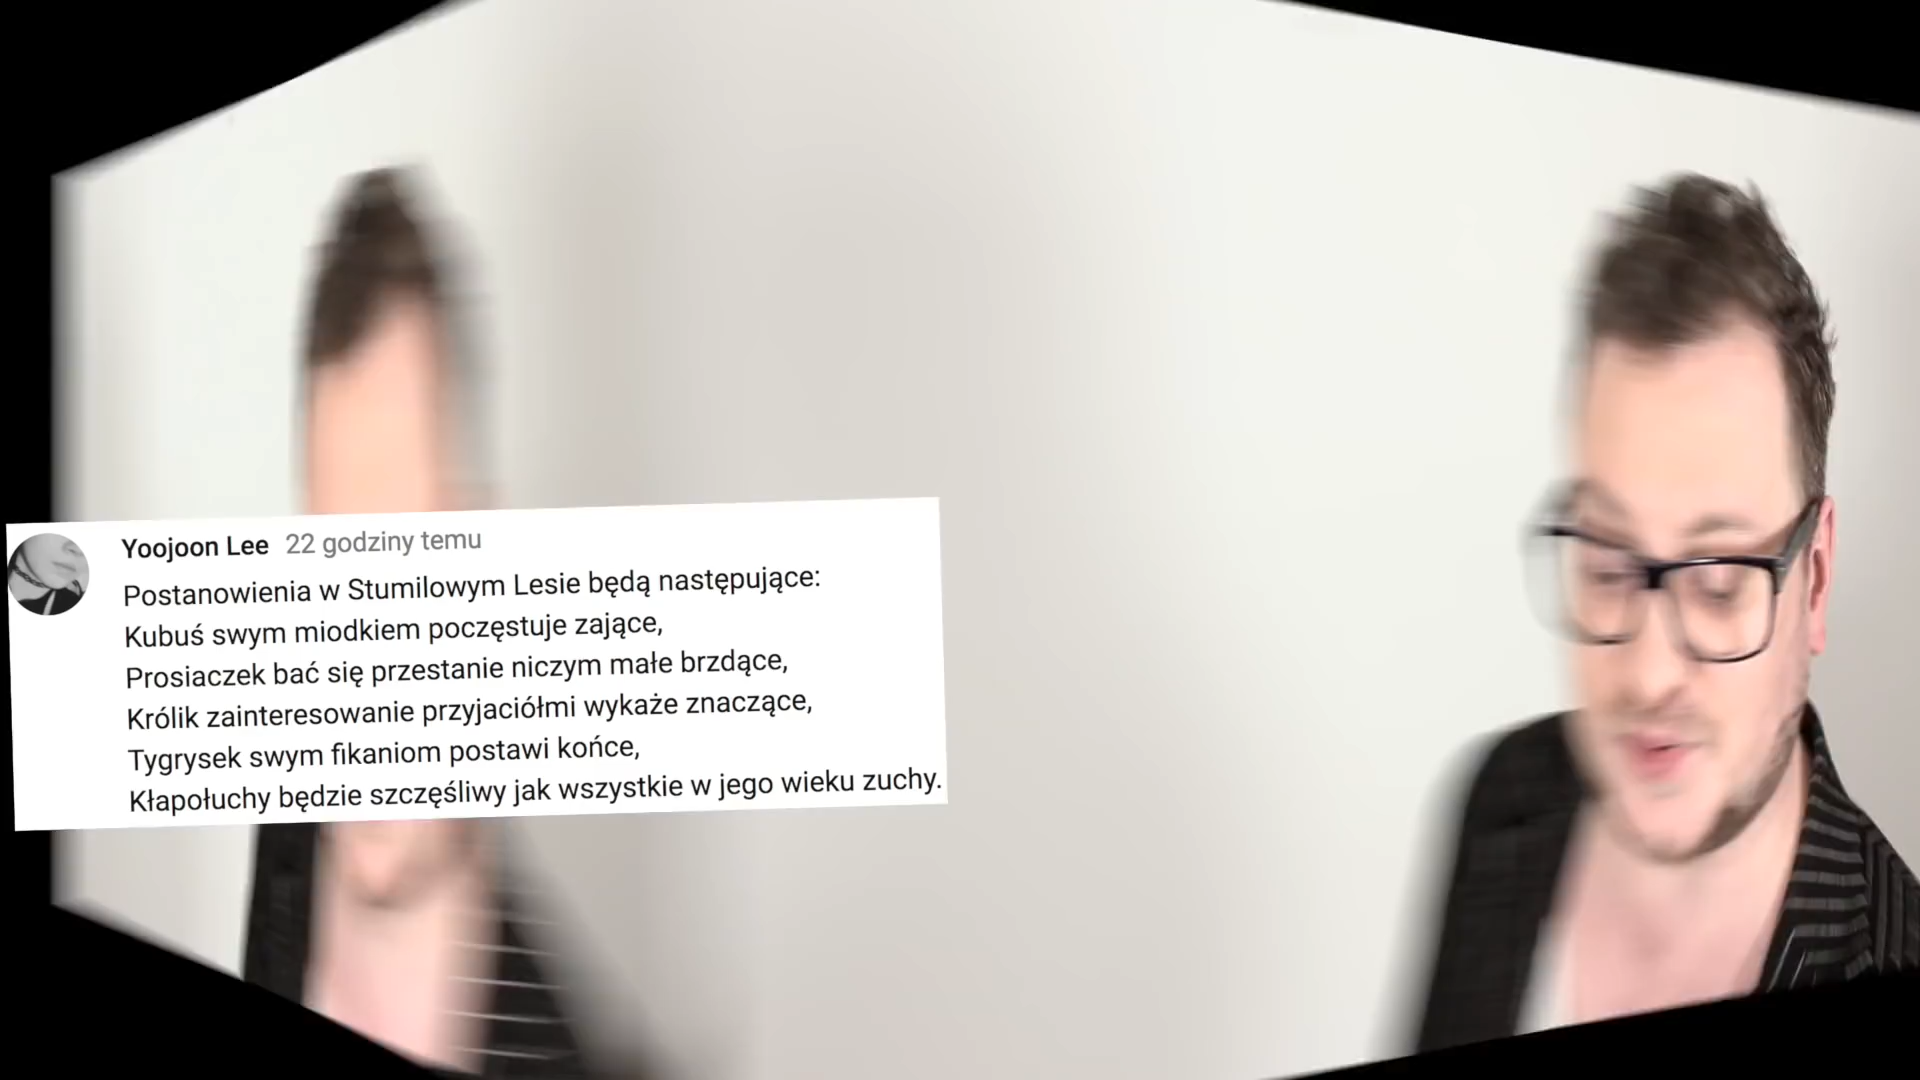 Yoojoon Lee 22 godziny temu
Postanowienia w Stumilowym Lesie będą następujące:
Kubuś swym miodkiem poczęstuje zające,
Prosiaczek bać się przestanie niczym małe brzdące,
Królik zainteresowanie przyjaciółmi wykaże znaczące,
Tygrysek swym fikaniom postawi końce,
Kłapołuchy będzie szczęśliwy jak wszystkie w jego wieku zuchy.